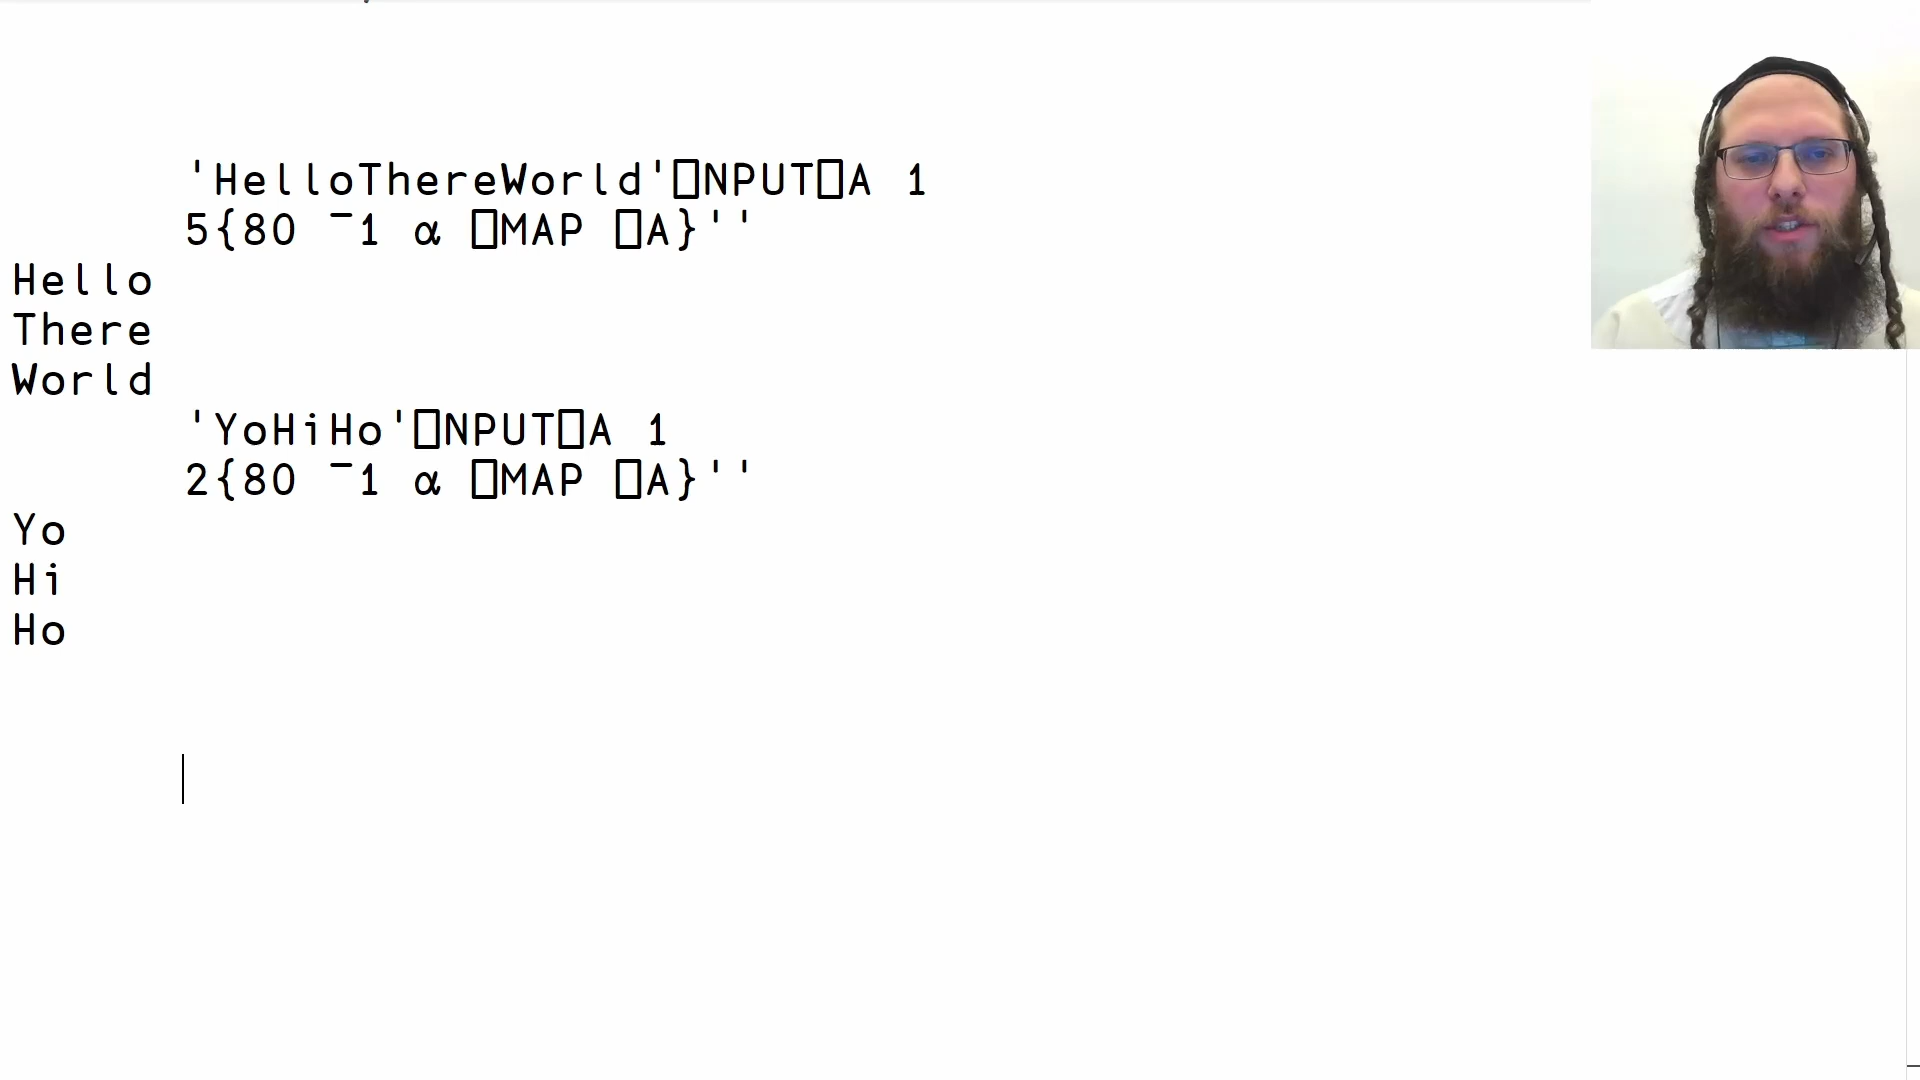 'HelloThereWorld'⎕NPUT⎕A 1
5{80 ¯1 ⍺ ⎕MAP ⎕A}''
Hello
There
World
'YoHiHo'⎕NPUT⎕A 1
2{80 ¯1 ⍺ ⎕MAP ⎕A}''
Yo
Hi
Ho